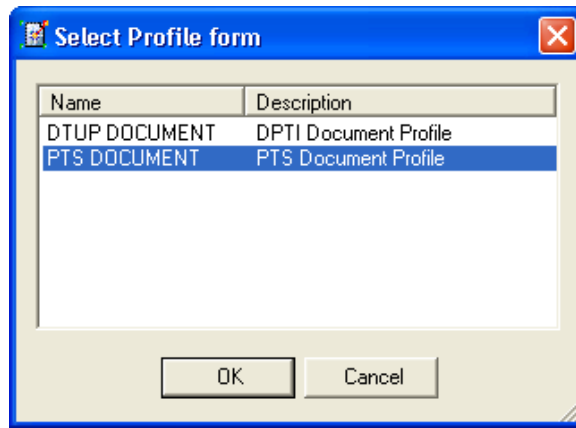 Select Profile form
Name Description
DTUP DOCUMENT DPTI Document Profile
PTS DOCUMENT PTS Document Profile
OK Cancel